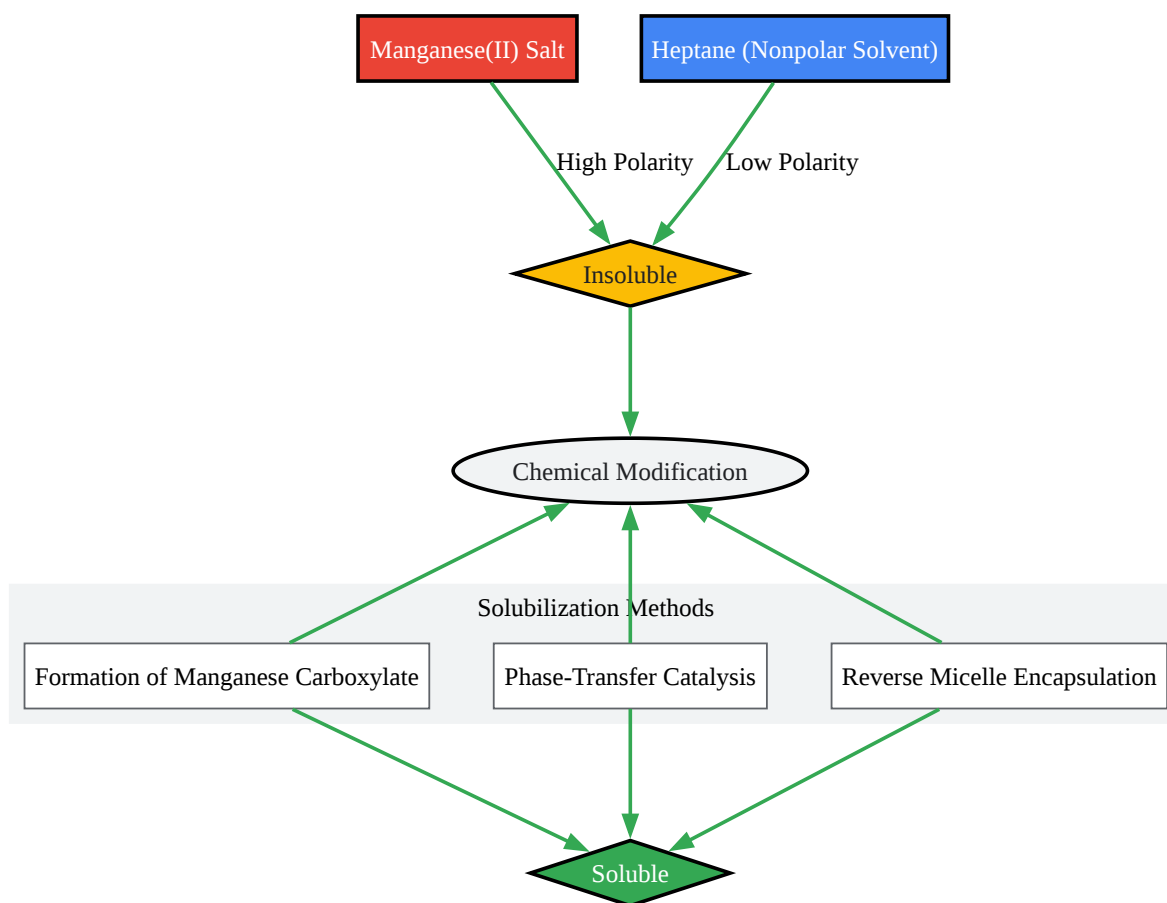 Manganese(II) Salt
Heptane (Nonpolar Solvent)
High Polarity
Low Polarity
Insoluble
Chemical Modification
Solubilization Methods
Formation of Manganese Carboxylate
Phase-Transfer Catalysis
Reverse Micelle Encapsulation
Soluble